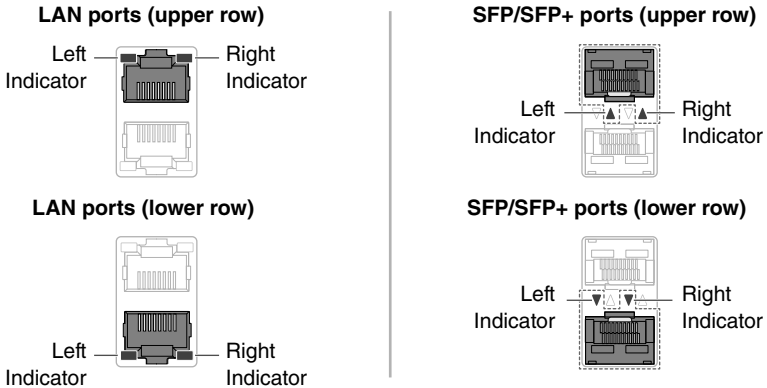 LAN ports (upper row)
Left
Indicator
Right
Indicator
SFP/SFP+ ports (upper row)
Left
Indicator
Right
Indicator
LAN ports (lower row)
Left
Indicator
Right
Indicator
SFP/SFP+ ports (lower row)
Left
Indicator
Right
Indicator